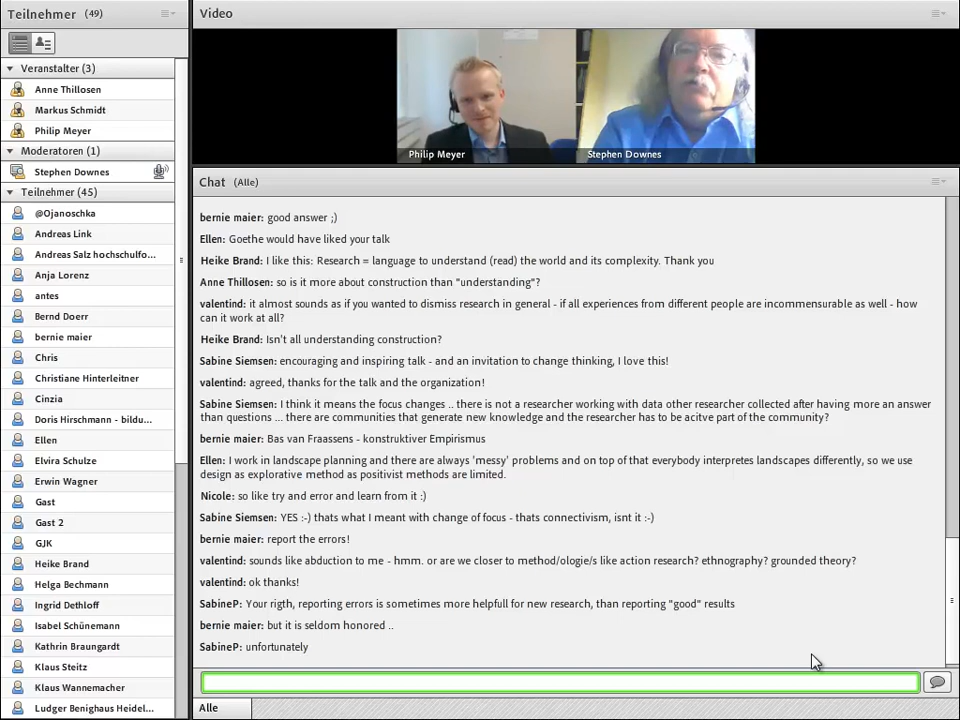 Teilnehmer (49)
Veranstalter (3)
Anne Thillosen
Markus Schmidt
Philip Meyer
Moderatoren (1)
Stephen Downes
Teilnehmer (45)
@Ojanoschka
Andreas Link
Andreas Salz hochschulfo...
Anja Lorenz
antes
Bernd Doerr
bernie maier
Chris
Christiane Hinterleitner
Cinzia
Doris Hirschmann - bildu...
Ellen
Elvira Schulze
Erwin Wagner
Gast
Gast 2
GJK
Heike Brand
Helga Bechmann
Ingrid Dethloff
Isabel Schünemann
Kathrin Braungardt
Klaus Steitz
Klaus Wannemacher
Ludger Benighaus Heidel...
Video
Philip Meyer
Stephen Downes
Chat (Alle)
bernie maier: good answer ;)
Ellen: Goethe would have liked your talk
Heike Brand: I like this: Research = language to understand (read) the world and its complexity. Thank you
Anne Thillosen: so is it more about construction than "understanding"?
valentind: it almost sounds as if you wanted to dismiss research in general - if all experiences from different people are incommensurable as well - how
can it work at all?
Heike Brand: Isn't all understanding construction?
Sabine Siemsen: encouraging and inspiring talk - and an invitation to change thinking, I love this!
valentind: agreed, thanks for the talk and the organization!
Sabine Siemsen: I think it means the focus changes .. there is not a researcher working with data other researcher collected after having more an answer
than questions ... there are communities that generate new knowledge and the researcher has to be acitve part of the community?
bernie maier: Bas van Fraassens - konstruktiver Empirismus
Ellen: I work in landscape planning and there are always 'messy' problems and on top of that everybody interpretes landscapes differently, so we use
design as explorative method as positivist methods are limited.
Nicole: so like try and error and learn from it :)
Sabine Siemsen: YES :-) thats what I meant with change of focus - thats connectivism, isnt it :-)
bernie maier: report the errors!
valentind: sounds like abduction to me - hmm. or are we closer to method/ologie/s like action research? ethnography? grounded theory?
valentind: ok thanks!
SabineP: Your rigth, reporting errors is sometimes more helpfull for new research, than reporting "good" results
bernie maier: but it is seldom honored ..
SabineP: unfortunately
Alle